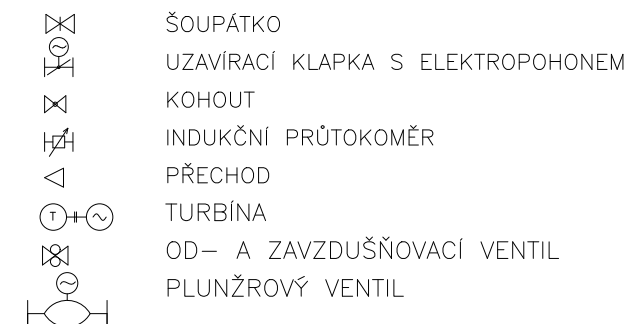 ŠOUPÁTKO
UZAVÍRACÍ KLAPKA S ELEKTROPOHONEM
KOHOUT
INDUKČNÍ PRŮTOKOMĚR
PŘECHOD
T TURBÍNA
OD– A ZAVZDUŠŇOVACÍ VENTIL
PLUNŽROVÝ VENTIL